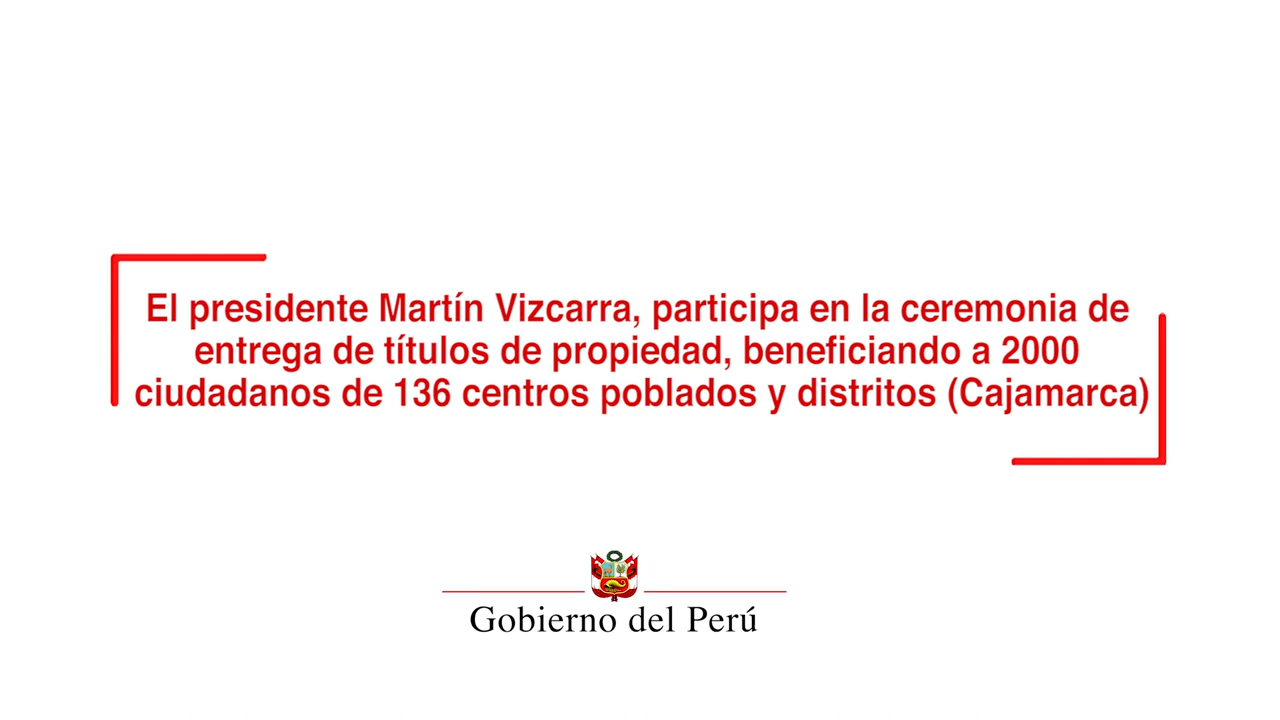 El presidente Martín Vizcarra, participa en la ceremonia de
entrega de títulos de propiedad, beneficiando a 2000
ciudadanos de 136 centros poblados y distritos (Cajamarca)
Gobierno del Perú